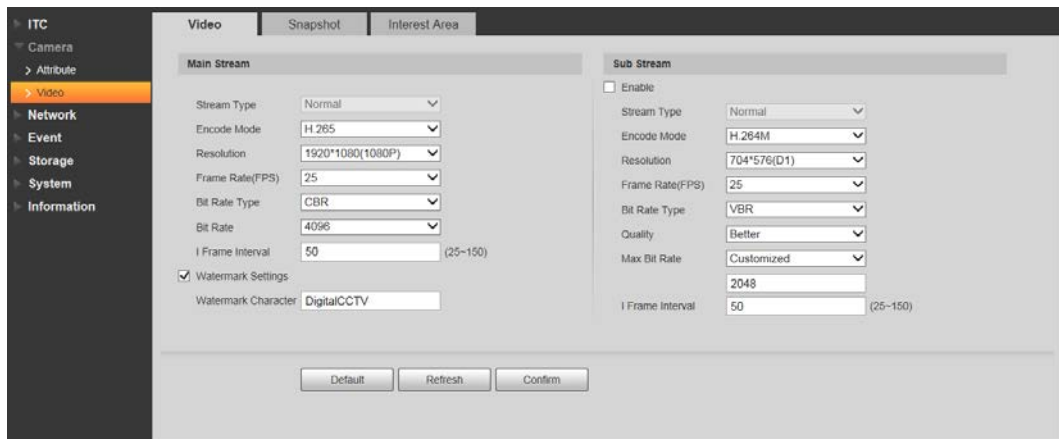 ITC
Camera
> Attribute
> Video
Network
Event
Storage
System
Information
Video
Snapshot
Interest Area
Main Stream
Stream Type Normal
Encode Mode H.265
Resolution 1920*1080(1080P)
Frame Rate(FPS) 25
Bit Rate Type CBR
Bit Rate 4096
I Frame Interval 50 (25~150)
Watermark Settings
Watermark Character DigitalCCTV
Sub Stream
Enable
Stream Type Normal
Encode Mode H.264M
Resolution 704*576(D1)
Frame Rate(FPS) 25
Bit Rate Type VBR
Quality Better
Max Bit Rate Customized
2048
I Frame Interval 50 (25~150)
Default Refresh Confirm